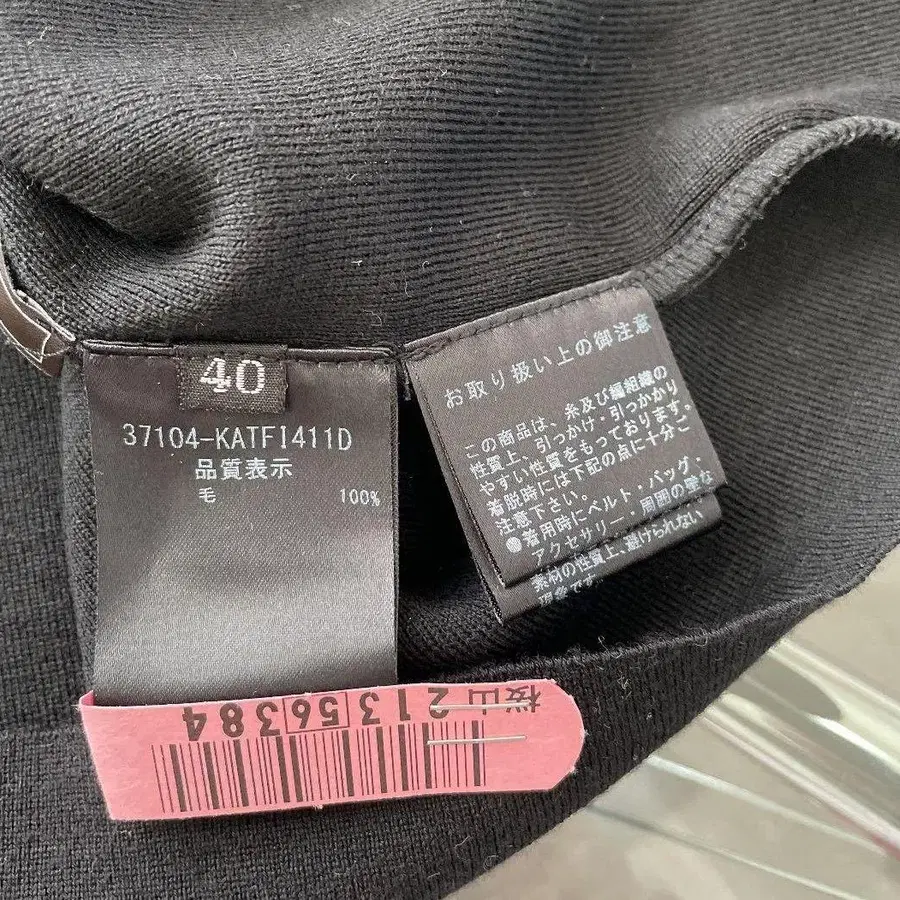 40
37104-KATFI411D
品質表示
毛 100%
お取り扱い上の御注意
この商品は、糸及び編組織の
性質上、引っかけ・引っかかり
やすい性質をもっております。
着脱時には下記の点に十分ご
注意下さい。
●着用時にベルト・バッグ・
アクセサリー・周囲の壁な
素材の性質上、避けられない
現象です。
桜山 213 56384